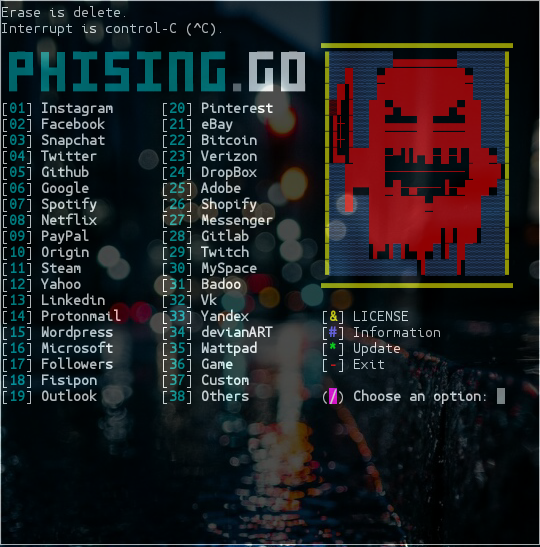 Erase is delete.
Interrupt is control-C (^C).
PHISING.GO
[01] Instagram [20] Pinterest
[02] Facebook [21] eBay
[03] Snapchat [22] Bitcoin
[04] Twitter [23] Verizon
[05] Github [24] DropBox
[06] Google [25] Adobe
[07] Spotify [26] Shopify
[08] Netflix [27] Messenger
[09] PayPal [28] Gitlab
[10] Origin [29] Twitch
[11] Steam [30] MySpace
[12] Yahoo [31] Badoo
[13] Linkedin [32] Vk
[14] Protonmail [33] Yandex
[15] Wordpress [34] devianART
[16] Microsoft [35] Wattpad
[17] Followers [36] Game
[18] Fisipon [37] Custom
[19] Outlook [38] Others
[&] LICENSE
[#] Information
[*] Update
[-] Exit
(/) Choose an option: